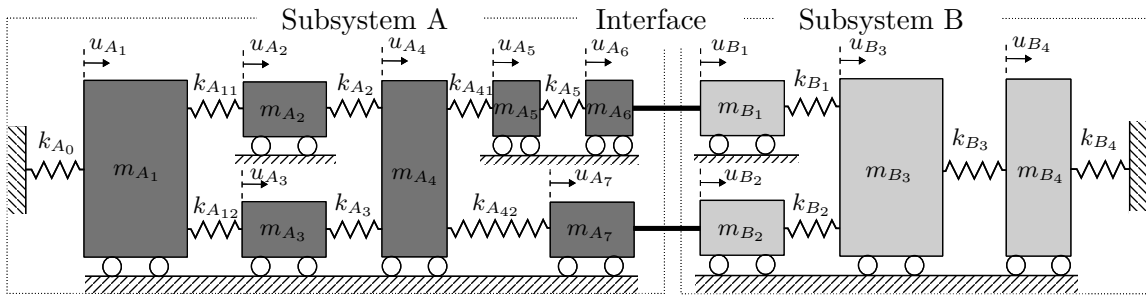 Subsystem A Interface Subsystem B
u_{A_1} u_{A_2} u_{A_4} u_{A_5} u_{A_6} u_{B_1} u_{B_3} u_{B_4}
k_{A_{11}} k_{A_2} k_{A_{41}} k_{A_5} k_{B_1}
m_{A_2} m_{A_5} m_{A_6} m_{B_1}
k_{A_0} m_{A_1} m_{A_4} m_{B_3} k_{B_3} m_{B_4} k_{B_4}
u_{A_3} u_{A_7} u_{B_2}
k_{A_{12}} k_{A_3} k_{A_{42}} k_{B_2}
m_{A_3} m_{A_7} m_{B_2}